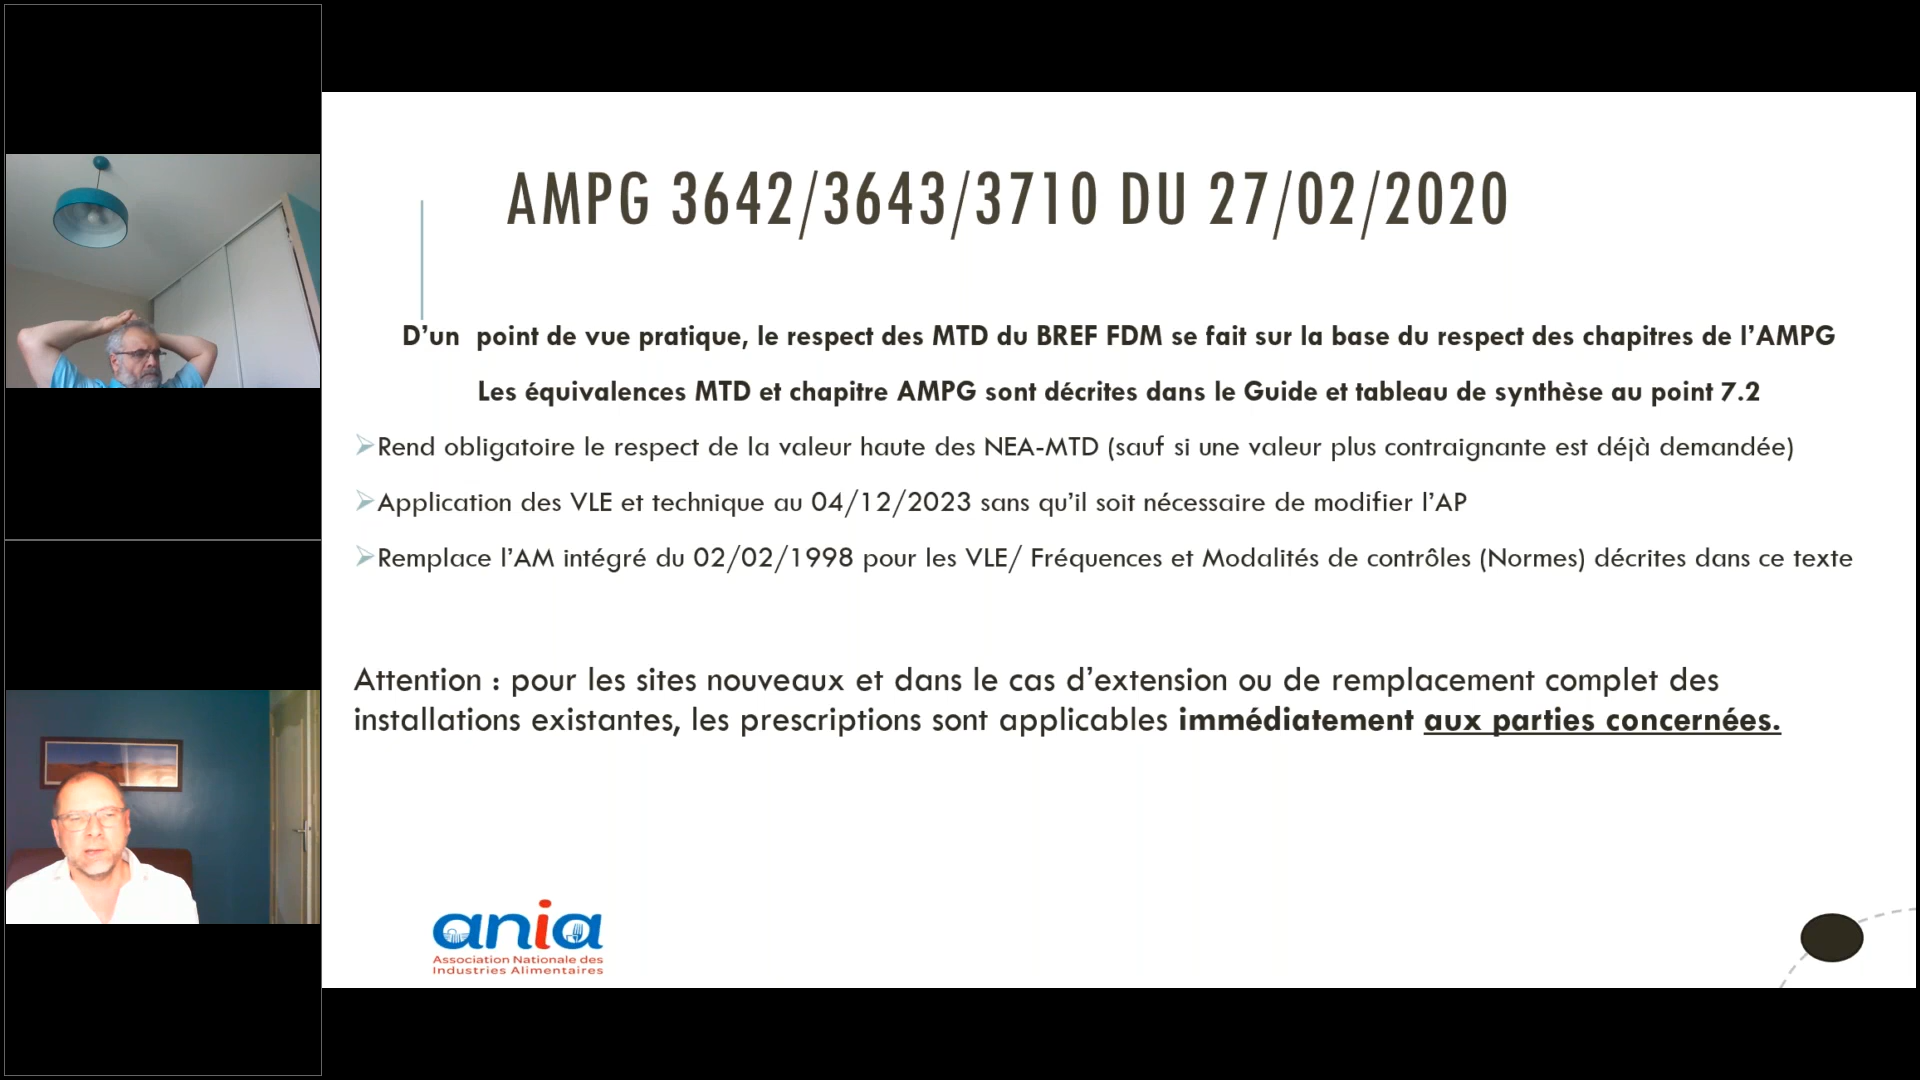 AMPG 3642/3643/3710 DU 27/02/2020
D’un  point de vue pratique, le respect des MTD du BREF FDM se fait sur la base du respect des chapitres de l’AMPG
Les équivalences MTD et chapitre AMPG sont décrites dans le Guide et tableau de synthèse au point 7.2
➢Rend obligatoire le respect de la valeur haute des NEA-MTD (sauf si une valeur plus contraignante est déjà demandée)
➢Application des VLE et technique au 04/12/2023 sans qu’il soit nécessaire de modifier l’AP
➢Remplace l’AM intégré du 02/02/1998 pour les VLE/ Fréquences et Modalités de contrôles (Normes) décrites dans ce texte
Attention : pour les sites nouveaux et dans le cas d’extension ou de remplacement complet des
installations existantes, les prescriptions sont applicables immédiatement aux parties concernées.
ania
Association Nationale des
Industries Alimentaires